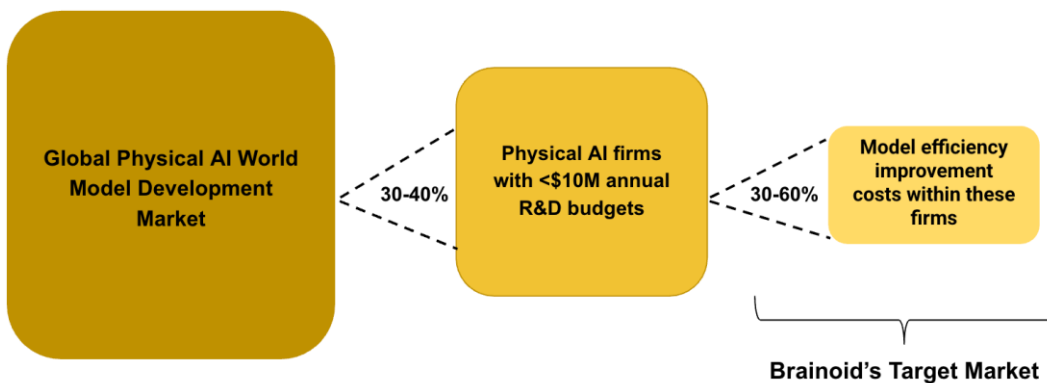 Global Physical AI World
Model Development
Market
30-40%
Physical AI firms
with <$10M annual
R&D budgets
30-60%
Model efficiency
improvement
costs within these
firms
Brainoid's Target Market